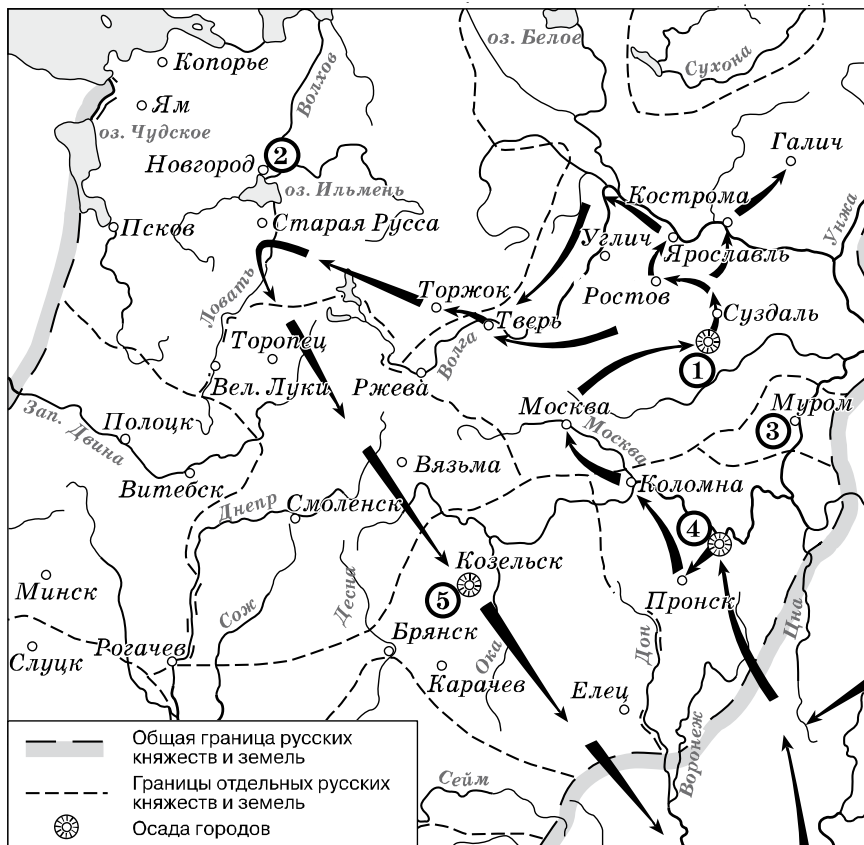 оз. Белое
Сухона
Копорье
Волхов
Ям
оз. Чудское
Новгород
2
оз. Ильмень
Галич
Кострома
Унжа
Псков
Старая Русса
Углич
Ярославль
Ловать
Торжок
Ростов
Суздаль
Тверь
Волга
1
Торопец
Вел. Луки
Ржева
Москва
Москва
Муром
3
Зап. Двина
Полоцк
Витебск
Вязьма
Коломна
Днепр
Смоленск
4
Козельск
5
Минск
Десна
Пронск
Цна
Сож
Слуцк
Рогачев
Брянск
Ока
Дон
Карачев
Елец
Воронеж
Сейм
Общая граница русских
княжеств и земель
Границы отдельных русских
княжеств и земель
Осада городов